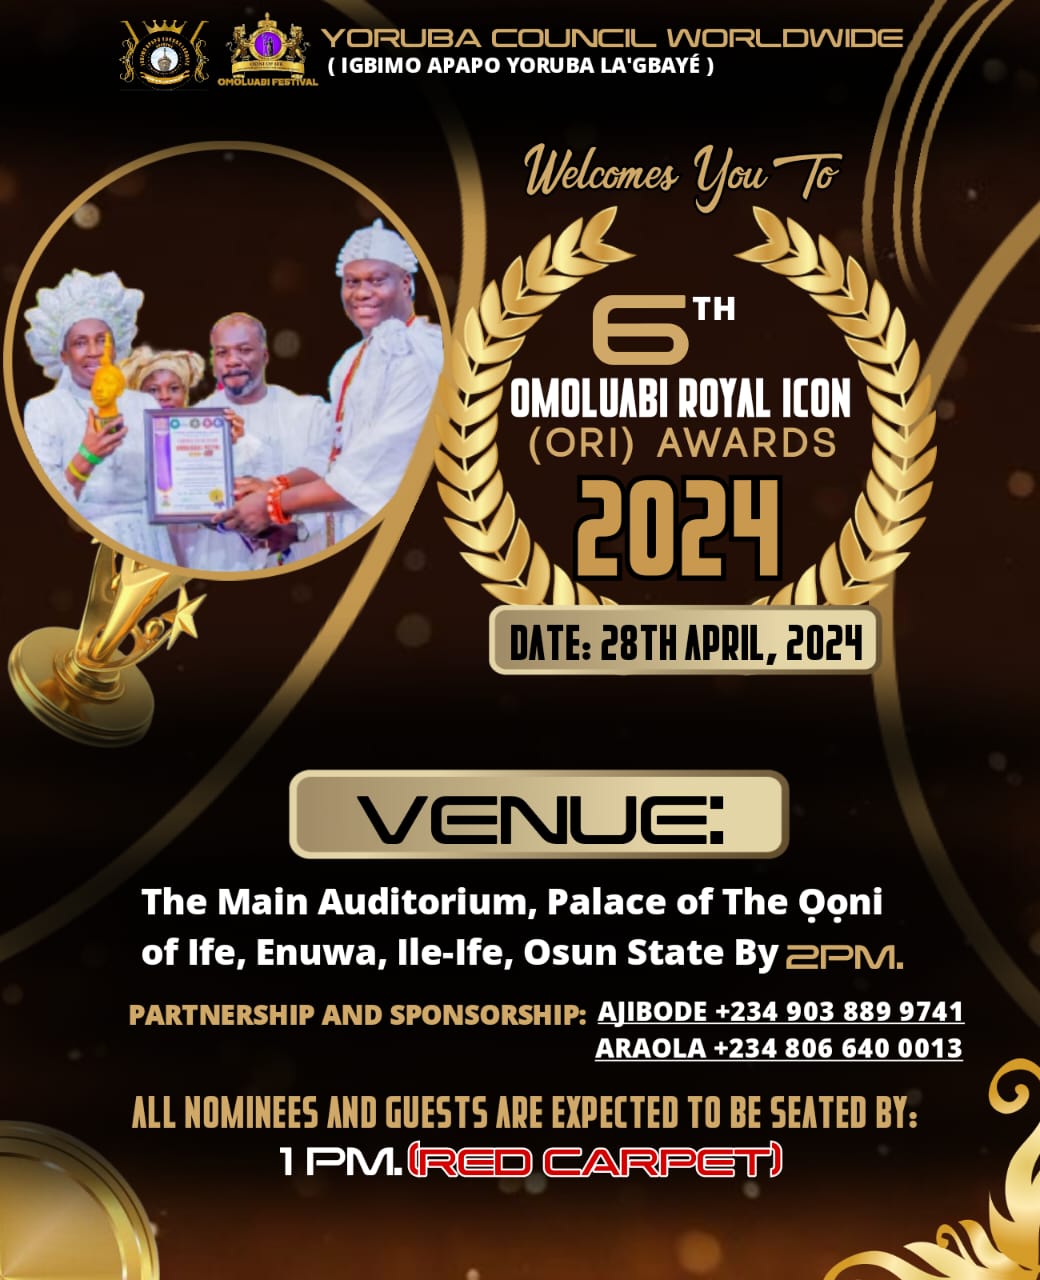 YORUBA COUNCIL WORLDWIDE
( IGBIMO APAPO YORUBA LA'GBAYÉ )
OONI OF IFE
OMOLUABI FESTIVAL
Welcomes You To
6TH
OMOLUABI ROYAL ICON
(ORI) AWARDS
2024
DATE: 28TH APRIL, 2024
VENUE:
The Main Auditorium, Palace of The Ọọni
of Ife, Enuwa, Ile-Ife, Osun State By 2PM.
PARTNERSHIP AND SPONSORSHIP: AJIBODE +234 903 889 9741
ARAOLA +234 806 640 0013
ALL NOMINEES AND GUESTS ARE EXPECTED TO BE SEATED BY:
1 PM. (RED CARPET)